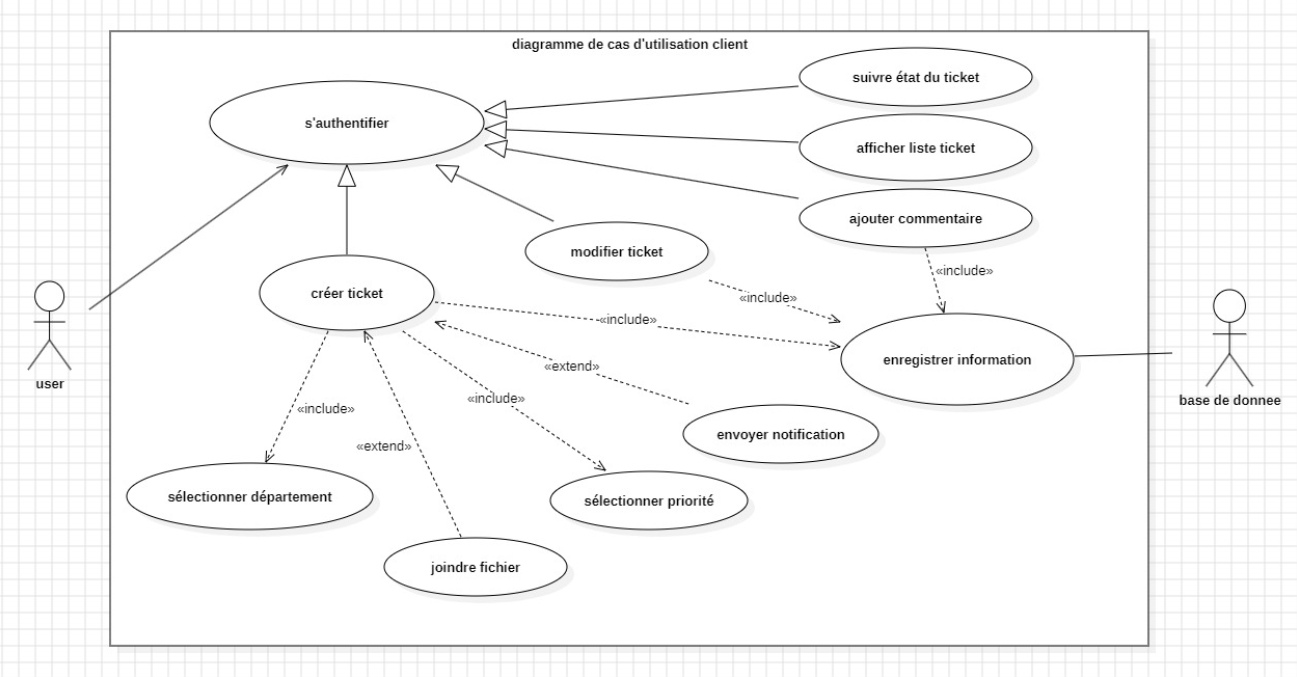 diagramme de cas d'utilisation client
suivre état du ticket
s'authentifier
afficher liste ticket
ajouter commentaire
modifier ticket
«include»
créer ticket
«include»
«include»
enregistrer information
«extend»
user
base de donnee
«include»
«include»
envoyer notification
«extend»
sélectionner département
sélectionner priorité
joindre fichier